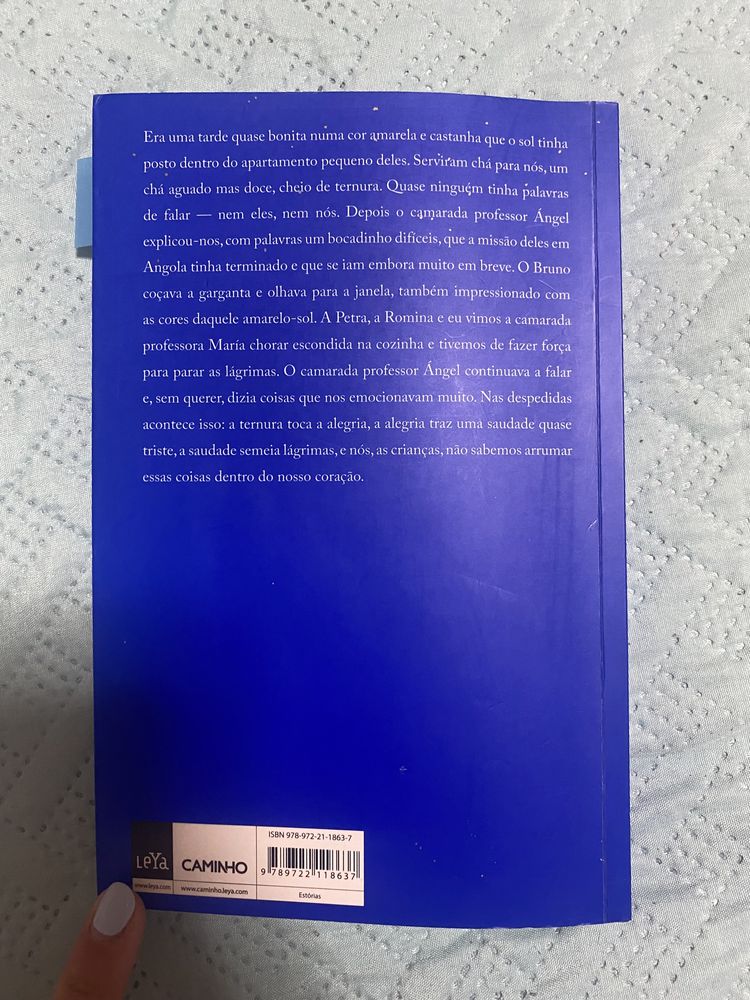 Era uma tarde quase bonita numa cor amarela e castanha que o sol tinha
posto dentro do apartamento pequeno deles. Serviram chá para nós, um
chá aguado mas doce, cheio de ternura. Quase ninguém tinha palavras
de falar — nem eles, nem nós. Depois o camarada professor Ángel
explicou-nos, com palavras um bocadinho difíceis, que a missão deles em
Angola tinha terminado e que se iam embora muito em breve. O Bruno
coçava a garganta e olhava para a janela, também impressionado com
as cores daquele amarelo-sol. A Petra, a Romina e eu vimos a camarada
professora María chorar escondida na cozinha e tivemos de fazer força
para parar as lágrimas. O camarada professor Ángel continuava a falar
e, sem querer, dizia coisas que nos emocionavam muito. Nas despedidas
acontece isso: a ternura toca a alegria, a alegria traz uma saudade quase
triste, a saudade semeia lágrimas, e nós, as crianças, não sabemos arrumar
essas coisas dentro do nosso coração.
ISBN 978-972-21-1863-7
LeYa
CAMINHO
9 789722 118637
www.leya.com
www.caminho.leya.com
Estórias